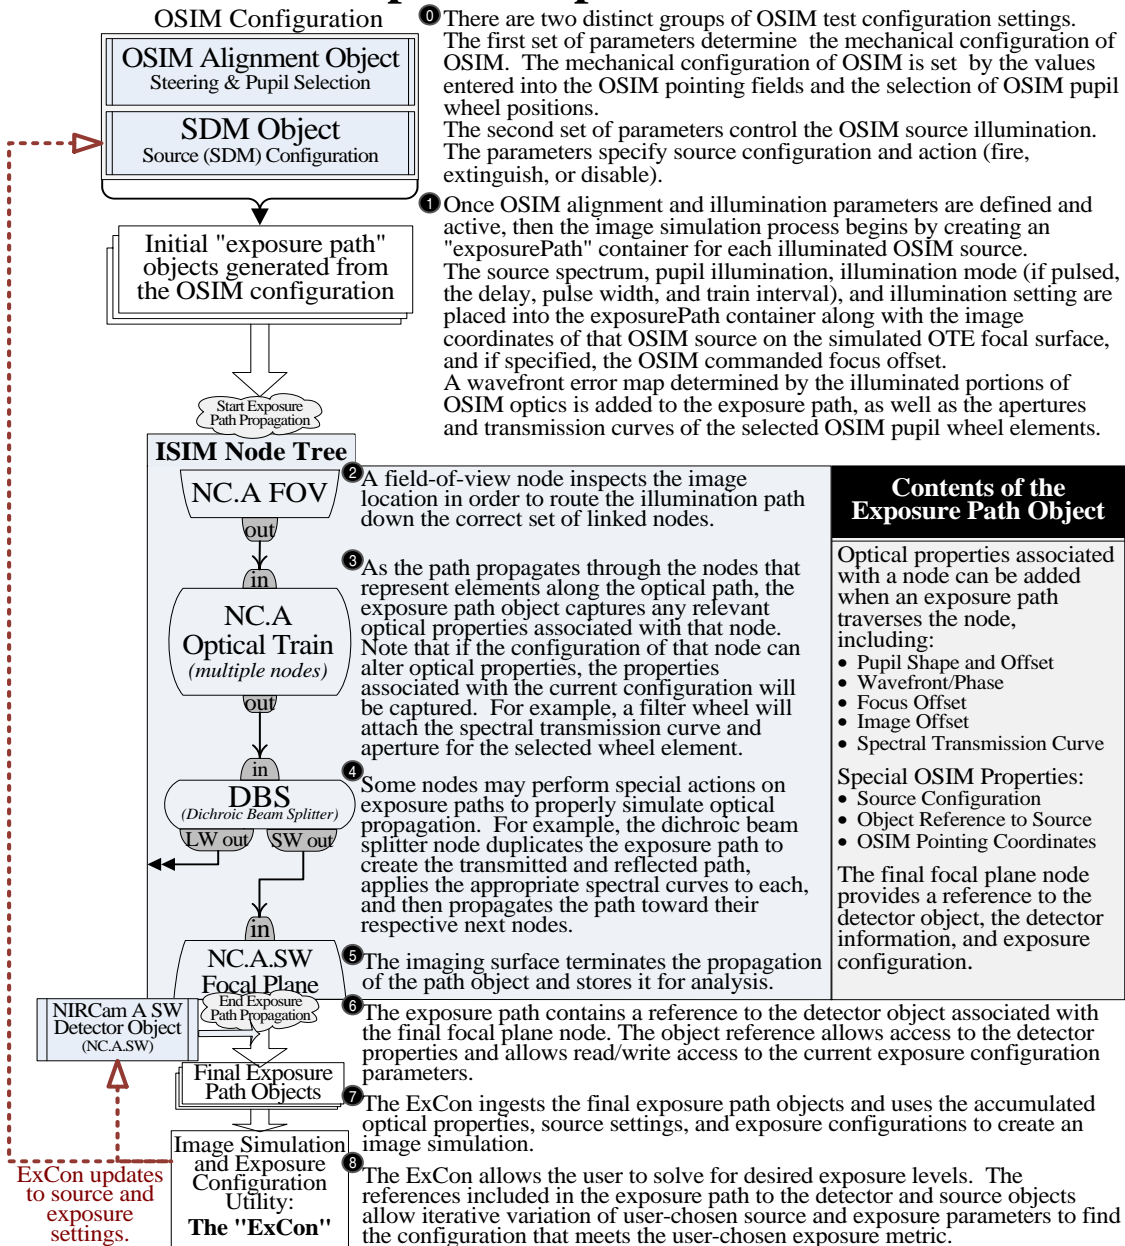 OSIM Configuration
OSIM Alignment Object
Steering & Pupil Selection
SDM Object
Source (SDM) Configuration
0 There are two distinct groups of OSIM test configuration settings.
The first set of parameters determine the mechanical configuration of
OSIM. The mechanical configuration of OSIM is set by the values
entered into the OSIM pointing fields and the selection of OSIM pupil
wheel positions.
The second set of parameters control the OSIM source illumination.
The parameters specify source configuration and action (fire,
extinguish, or disable).
Initial "exposure path"
objects generated from
the OSIM configuration
1 Once OSIM alignment and illumination parameters are defined and
active, then the image simulation process begins by creating an
"exposurePath" container for each illuminated OSIM source.
The source spectrum, pupil illumination, illumination mode (if pulsed,
the delay, pulse width, and train interval), and illumination setting are
placed into the exposurePath container along with the image
coordinates of that OSIM source on the simulated OTE focal surface,
and if specified, the OSIM commanded focus offset.
A wavefront error map determined by the illuminated portions of
OSIM optics is added to the exposure path, as well as the apertures
and transmission curves of the selected OSIM pupil wheel elements.
Start Exposure
Path Propagation
ISIM Node Tree
NC.A FOV
out
2 A field-of-view node inspects the image
location in order to route the illumination path
down the correct set of linked nodes.
in
NC.A
Optical Train
(multiple nodes)
out
3 As the path propagates through the nodes that
represent elements along the optical path, the
exposure path object captures any relevant
optical properties associated with that node.
Note that if the configuration of that node can
alter optical properties, the properties
associated with the current configuration will
be captured. For example, a filter wheel will
attach the spectral transmission curve and
aperture for the selected wheel element.
in
DBS
(Dichroic Beam Splitter)
LW out
SW out
4 Some nodes may perform special actions on
exposure paths to properly simulate optical
propagation. For example, the dichroic beam
splitter node duplicates the exposure path to
create the transmitted and reflected path,
applies the appropriate spectral curves to each,
and then propagates the path toward their
respective next nodes.
in
NC.A.SW
Focal Plane
5 The imaging surface terminates the propagation
of the path object and stores it for analysis.
Contents of the
Exposure Path Object
Optical properties associated
with a node can be added
when an exposure path
traverses the node,
including:
• Pupil Shape and Offset
• Wavefront/Phase
• Focus Offset
• Image Offset
• Spectral Transmission Curve
Special OSIM Properties:
• Source Configuration
• Object Reference to Source
• OSIM Pointing Coordinates
The final focal plane node
provides a reference to the
detector object, the detector
information, and exposure
configuration.
End Exposure
Path Propagation
NIRCam A SW
Detector Object
(NC.A.SW)
6 The exposure path contains a reference to the detector object associated with
the final focal plane node. The object reference allows access to the detector
properties and allows read/write access to the current exposure configuration
parameters.
Final Exposure
Path Objects
7 The ExCon ingests the final exposure path objects and uses the accumulated
optical properties, source settings, and exposure configurations to create an
image simulation.
Image Simulation
and Exposure
Configuration
Utility:
The "ExCon"
8 The ExCon allows the user to solve for desired exposure levels. The
references included in the exposure path to the detector and source objects
allow iterative variation of user-chosen source and exposure parameters to find
the configuration that meets the user-chosen exposure metric.
ExCon updates
to source and
exposure
settings.